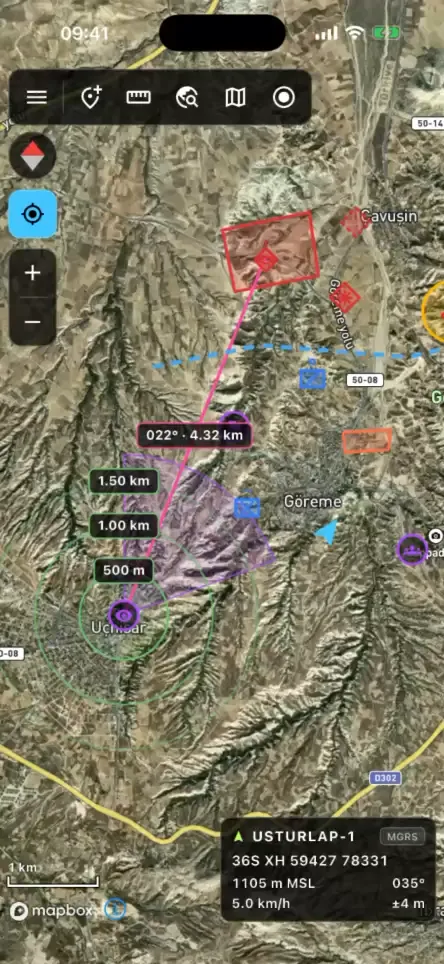 09:41
50-14
Çavuşin
Göreme yolu
50-08
022° · 4.32 km
1.50 km
1.00 km
500 m
Göreme
Uçhisar
D302
USTURLAP-1 MGRS
36S XH 59427 78331
1105 m MSL 035°
5.0 km/h ±4 m
1 km
mapbox